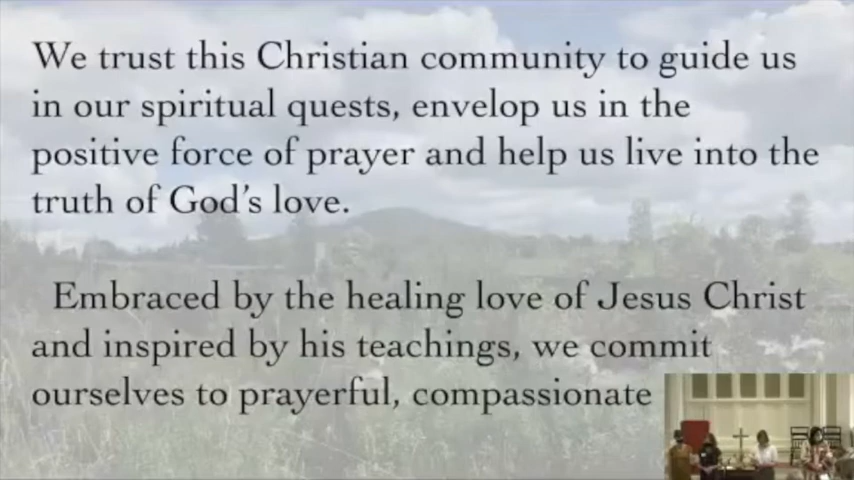 We trust this Christian community to guide us
in our spiritual quests, envelop us in the
positive force of prayer and help us live into the
truth of God's love.
Embraced by the healing love of Jesus Christ
and inspired by his teachings, we commit
ourselves to prayerful, compassionate